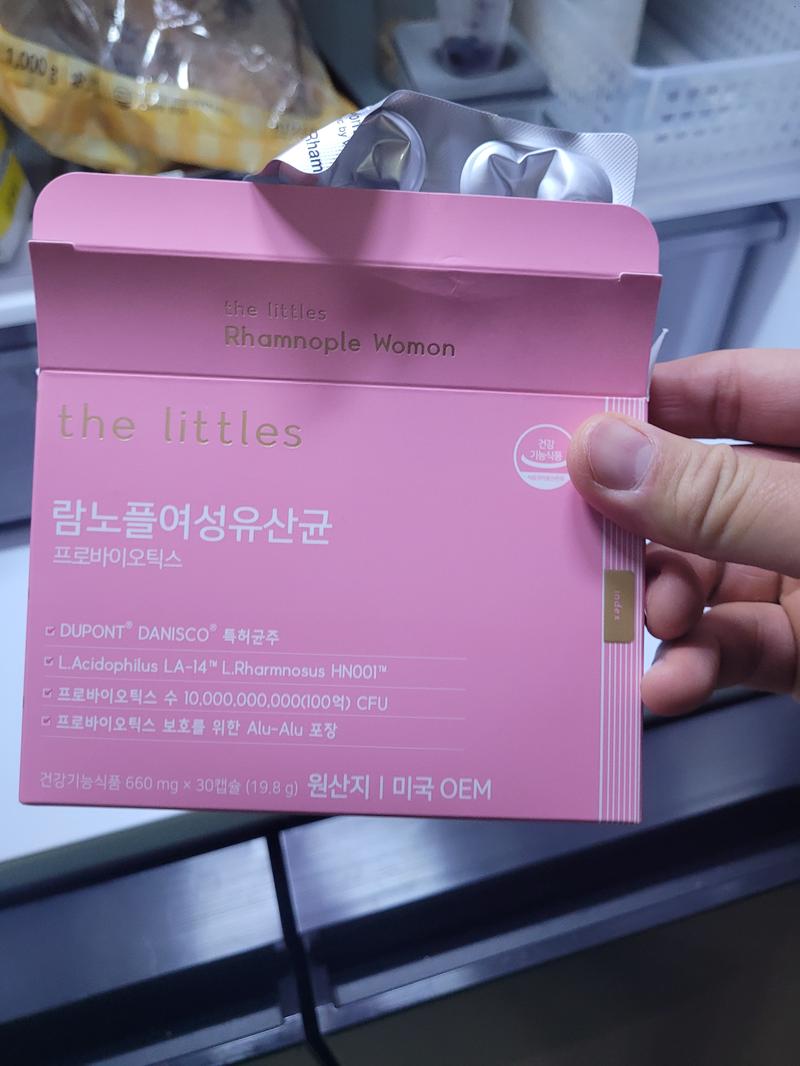 1,000g
Rham
the littles
Rhamnople Womon
the littles
건강
기능식품
람노플여성유산균
프로바이오틱스
index
DUPONT® DANISCO® 특허균주
L.Acidophilus LA-14™ L.Rharmnosus HN001™
프로바이오틱스 수 10,000,000,000(100억) CFU
프로바이오틱스 보호를 위한 Alu-Alu 포장
건강기능식품 660 mg × 30캡슐 (19.8 g) 원산지 | 미국 OEM